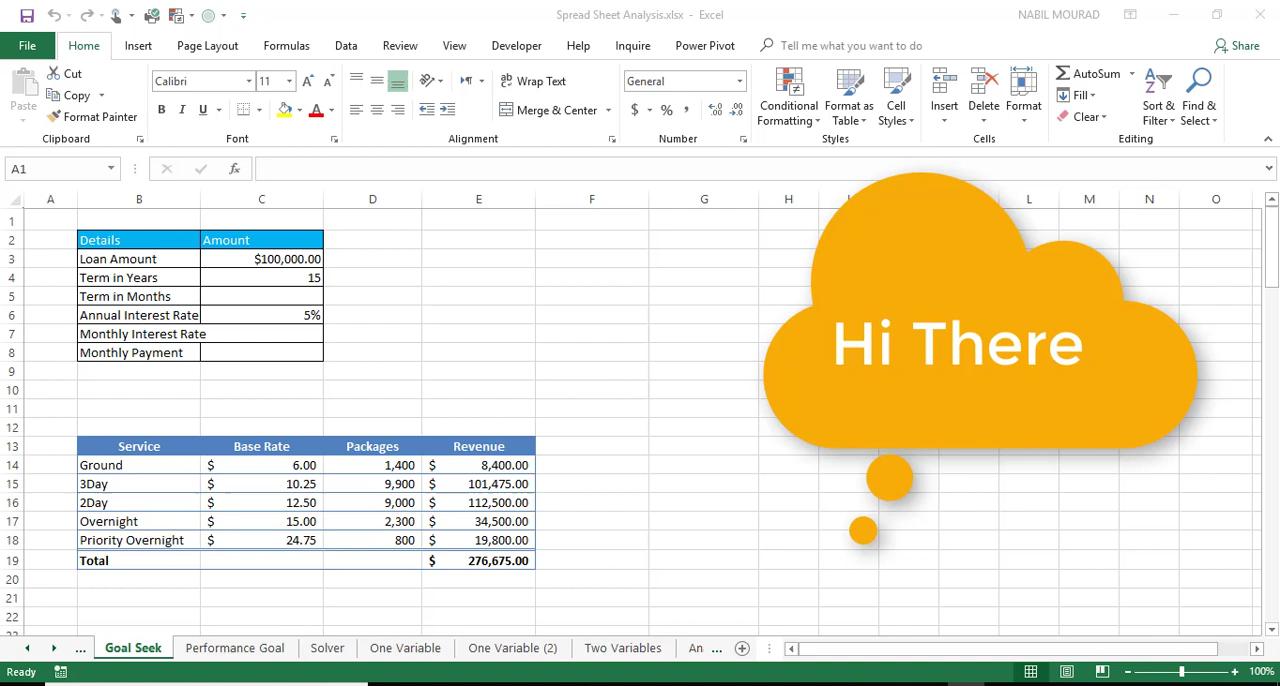 Spread Sheet Analysis.xlsx - Excel
NABIL MOURAD
File Home Insert Page Layout Formulas Data Review View Developer Help Inquire Power Pivot Tell me what you want to do Share
Paste
Cut
Copy
Format Painter
Clipboard
Calibri 11
B I U A
Font
Wrap Text
Merge & Center
Alignment
General
$ % ,
Number
Conditional Formatting
Format as Table
Cell Styles
Styles
Insert Delete Format
Cells
AutoSum
Fill
Clear
Sort & Filter
Find & Select
Editing
A1 fx
A B C D E F G H L M N O
1
2 Details Amount
3 Loan Amount $100,000.00
4 Term in Years 15
5 Term in Months
6 Annual Interest Rate 5%
7 Monthly Interest Rate
8 Monthly Payment
9
10
11
12
13 Service Base Rate Packages Revenue
14 Ground $ 6.00 1,400 $ 8,400.00
15 3Day $ 10.25 9,900 $ 101,475.00
16 2Day $ 12.50 9,000 $ 112,500.00
17 Overnight $ 15.00 2,300 $ 34,500.00
18 Priority Overnight $ 24.75 800 $ 19,800.00
19 Total $ 276,675.00
20
21
22
Hi There
... Goal Seek Performance Goal Solver One Variable One Variable (2) Two Variables An ...
Ready 100%